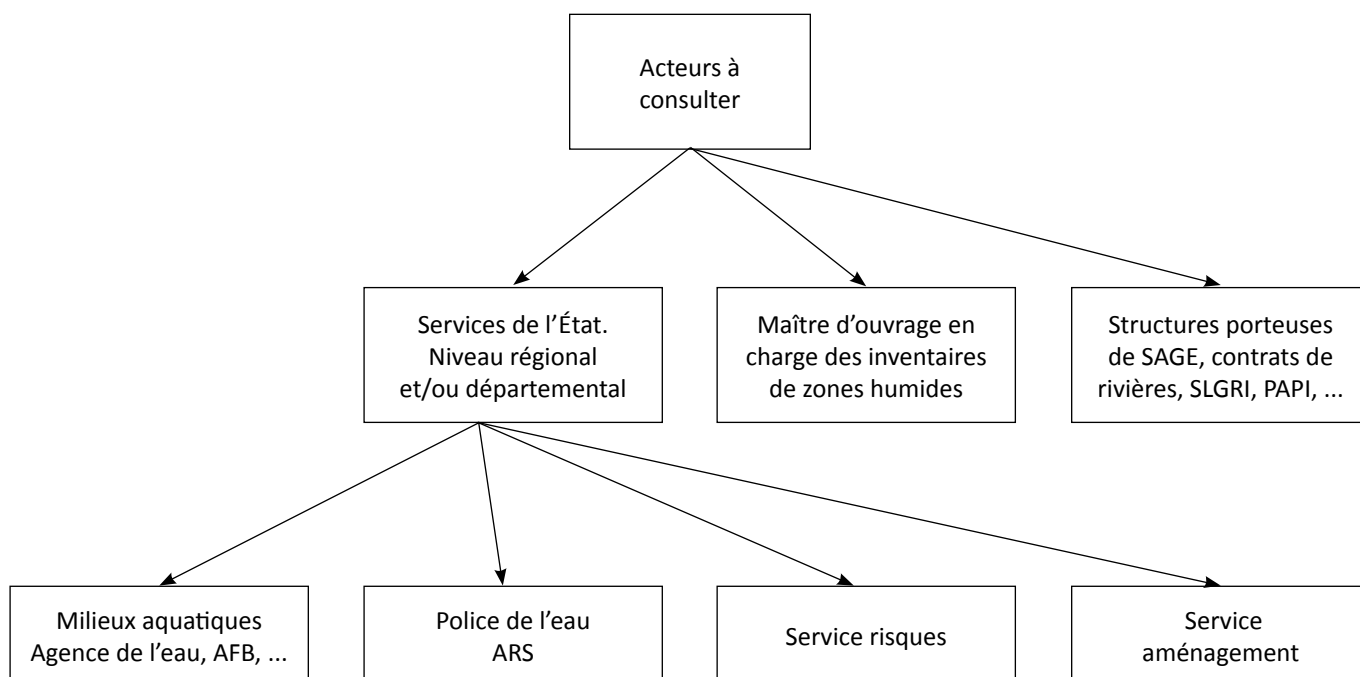 Acteurs à
consulter
Services de l’État.
Niveau régional
et/ou départemental
Maître d’ouvrage en
charge des inventaires
de zones humides
Structures porteuses
de SAGE, contrats de
rivières, SLGRI, PAPI, ...
Milieux aquatiques
Agence de l’eau, AFB, ...
Police de l’eau
ARS
Service risques
Service
aménagement